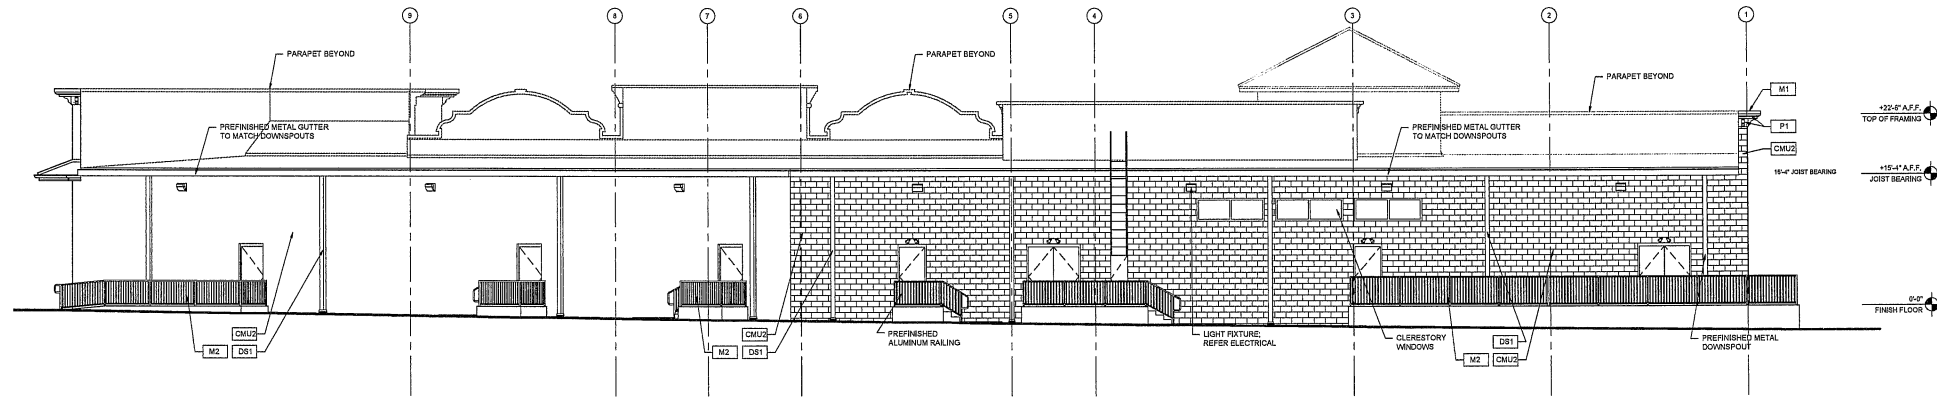 9
8
7
6
5
4
3
2
1
PARAPET BEYOND
PARAPET BEYOND
PARAPET BEYOND
M1
+22'-6" A.F.F.
TOP OF FRAMING
PREFINISHED METAL GUTTER
TO MATCH DOWNSPOUTS
PREFINISHED METAL GUTTER
TO MATCH DOWNSPOUTS
P1
CMU2
15'-4" JOIST BEARING
+15'-4" A.F.F.
JOIST BEARING
0'-0"
FINISH FLOOR
CMU2
M2
DS1
CMU2
M2
DS1
PREFINISHED
ALUMINUM RAILING
LIGHT FIXTURE;
REFER ELECTRICAL
CLERESTORY
WINDOWS
DS1
M2
CMU2
PREFINISHED METAL
DOWNSPOUT